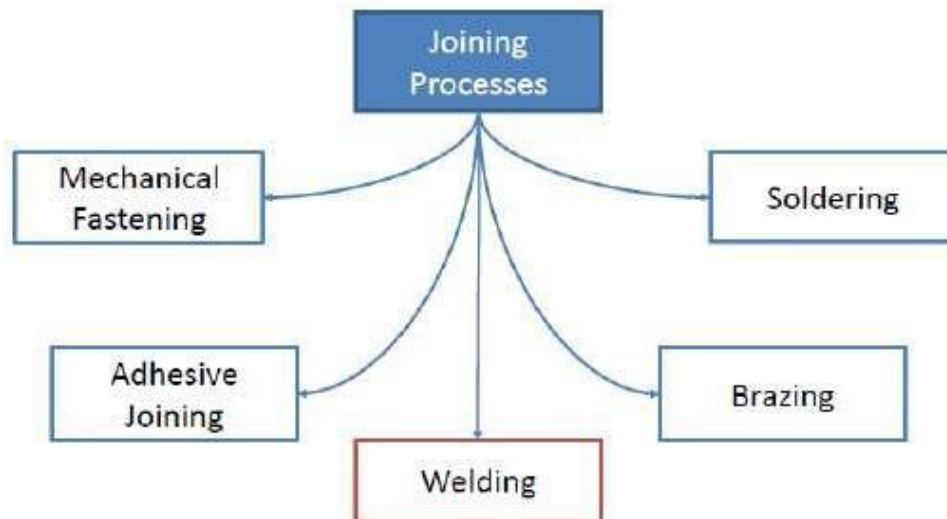 Joining
Processes
Mechanical
Fastening
Soldering
Adhesive
Joining
Brazing
Welding